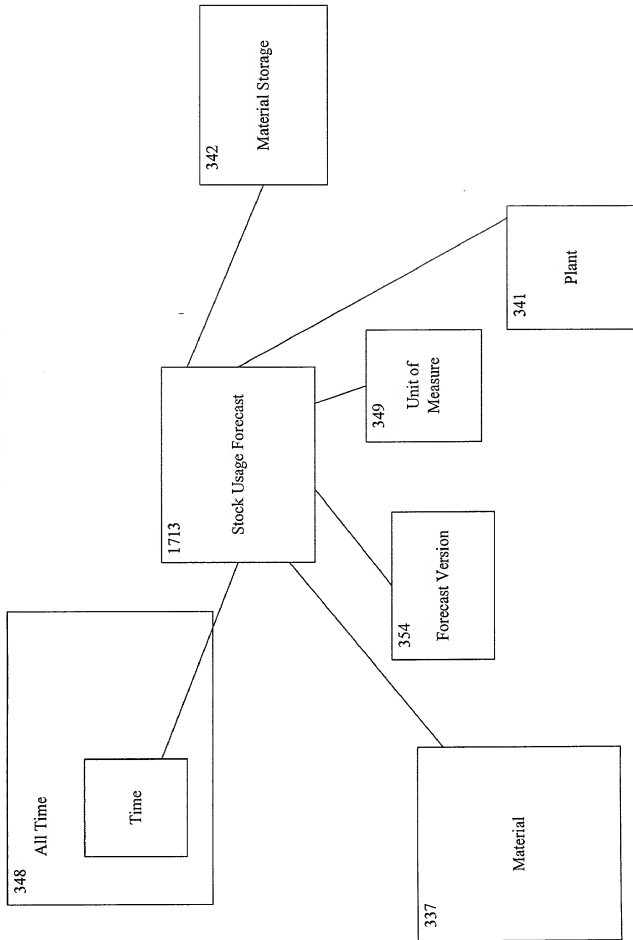 348
All Time
Time
1713
Stock Usage Forecast
342
Material Storage
337
Material
354
Forecast Version
349
Unit of
Measure
341
Plant